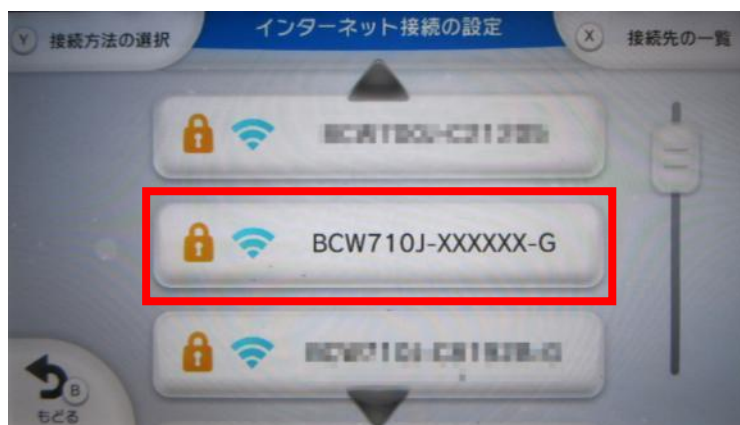 Y 接続方法の選択
インターネット接続の設定
X 接続先の一覧
BCW710J-XXXXXX-G
B
もどる